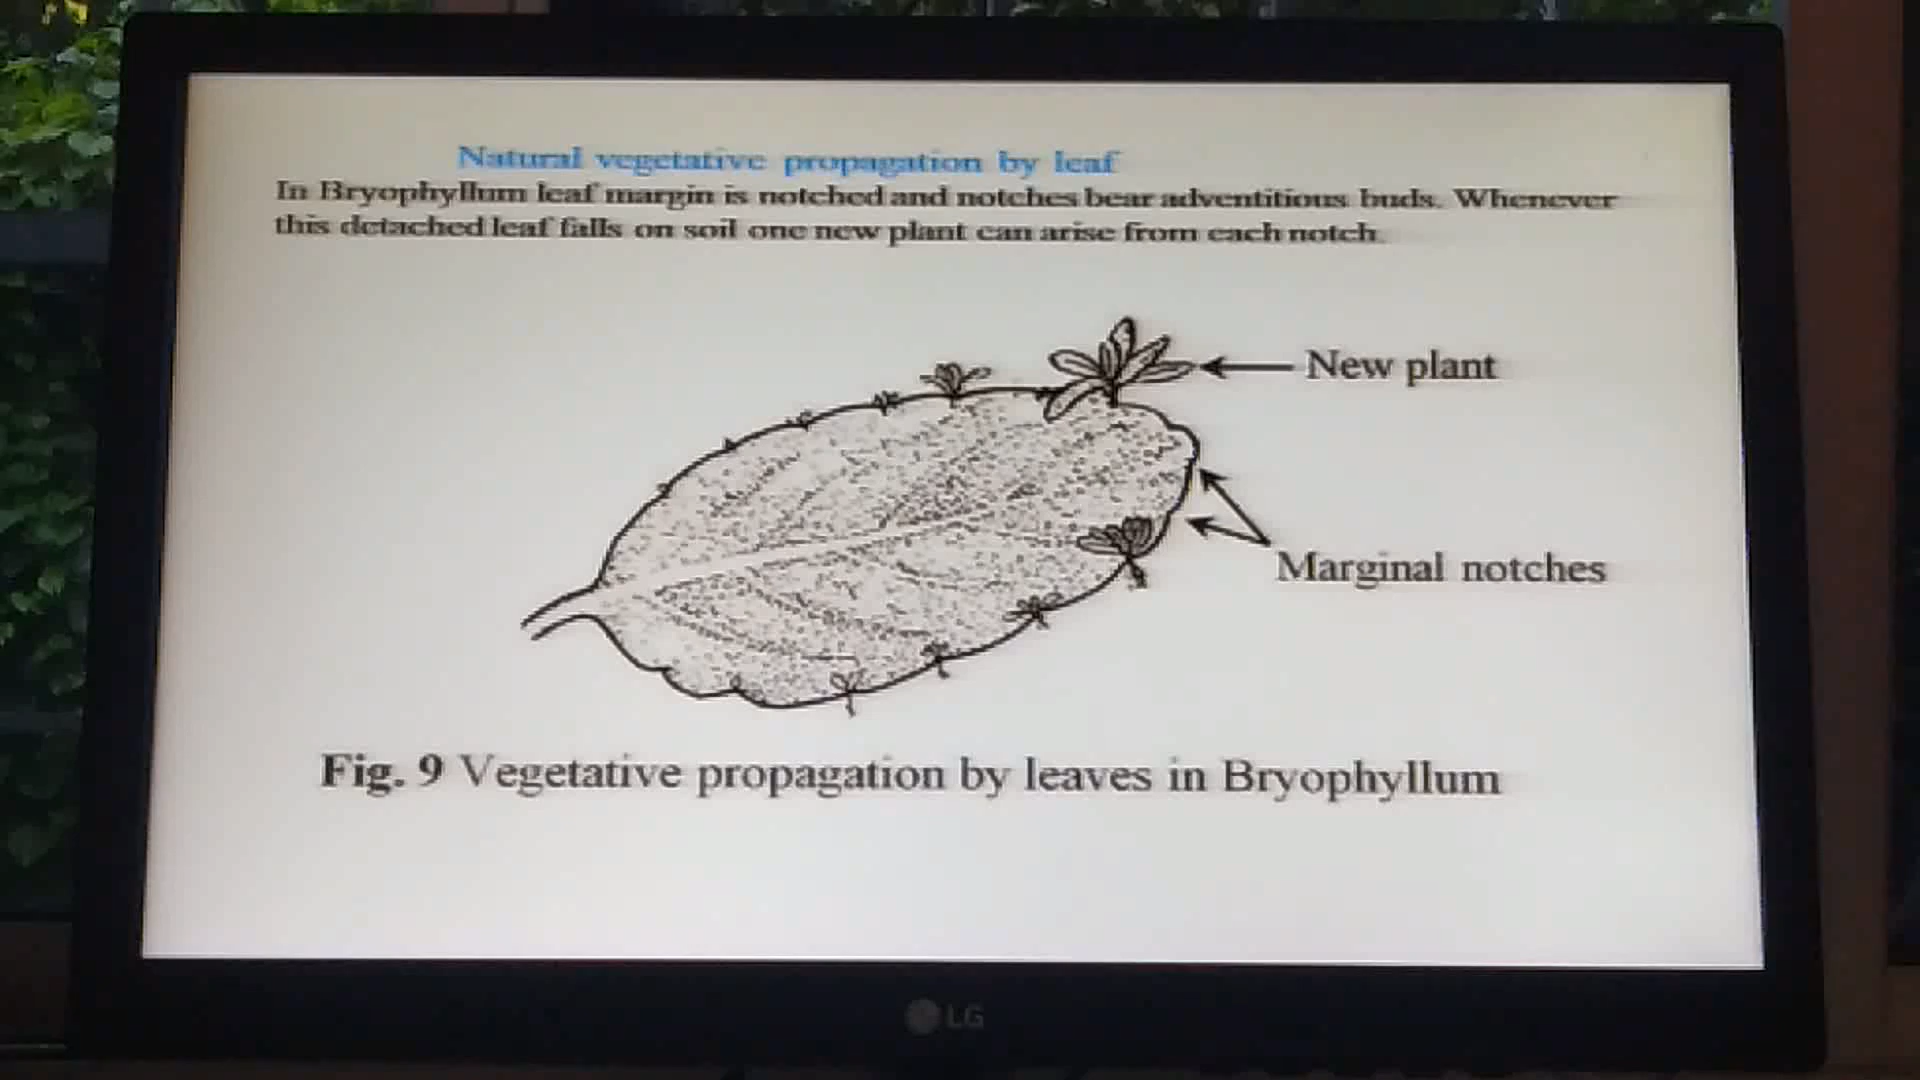 Natural vegetative propagation by leaf
In Bryophyllum leaf margin is notched and notches bear adventitious buds. Whenever
this detached leaf falls on soil one new plant can arise from each notch.
New plant
Marginal notches
Fig. 9 Vegetative propagation by leaves in Bryophyllum
LG